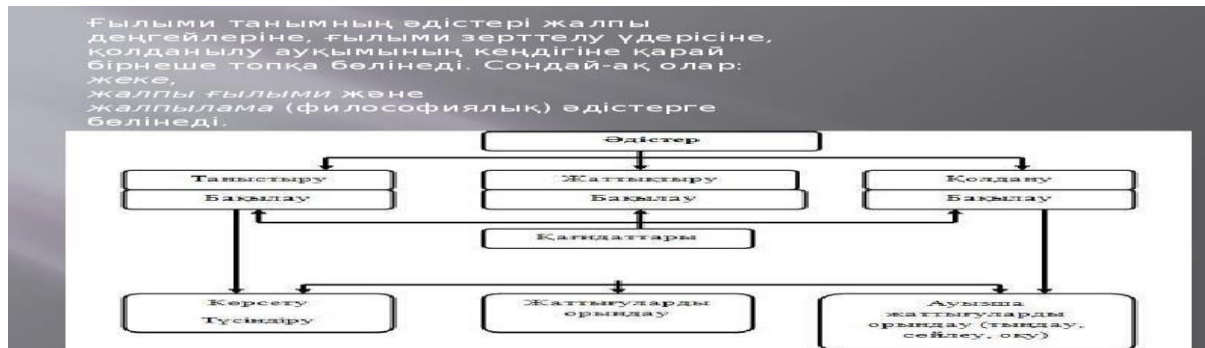 Ғылыми танымның әдістері жалпы
деңгейлеріне, ғылыми зерттелу үдерісіне,
қолданылу ауқымының кеңдігіне қарай
бірнеше топқа бөлінеді. Сондай-ақ олар:
жеке,
жалпы ғылыми және
жалпылама (философиялық) әдістерге
бөлінеді.
Әдістер
Таныстыру
Бақылау
Жаттықтыру
Бақылау
Қолдану
Бақылау
Қағидаттары
Көрсету
Түсіндіру
Жаттығуларды
орындау
Ауызша
жаттығуларды
орындау (тыңдау,
сөйлеу, оқу)